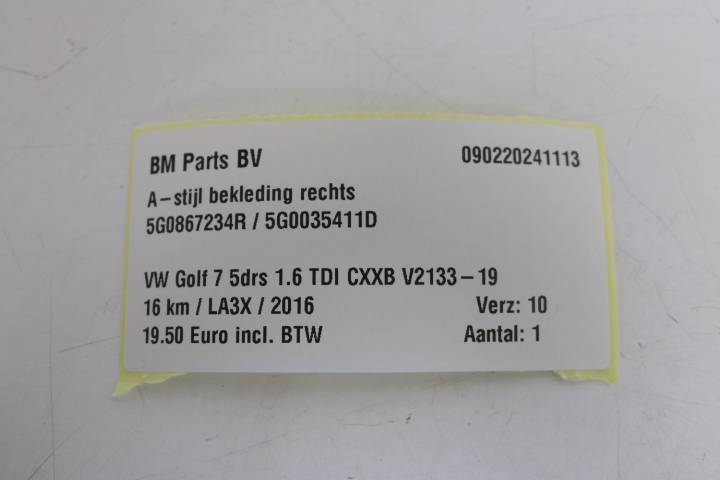 BM Parts BV 090220241113
A-stijl bekleding rechts
5G0867234R / 5G0035411D
VW Golf 7 5drs 1.6 TDI CXXB V2133-19
16 km / LA3X / 2016 Verz: 10
19.50 Euro incl. BTW Aantal: 1